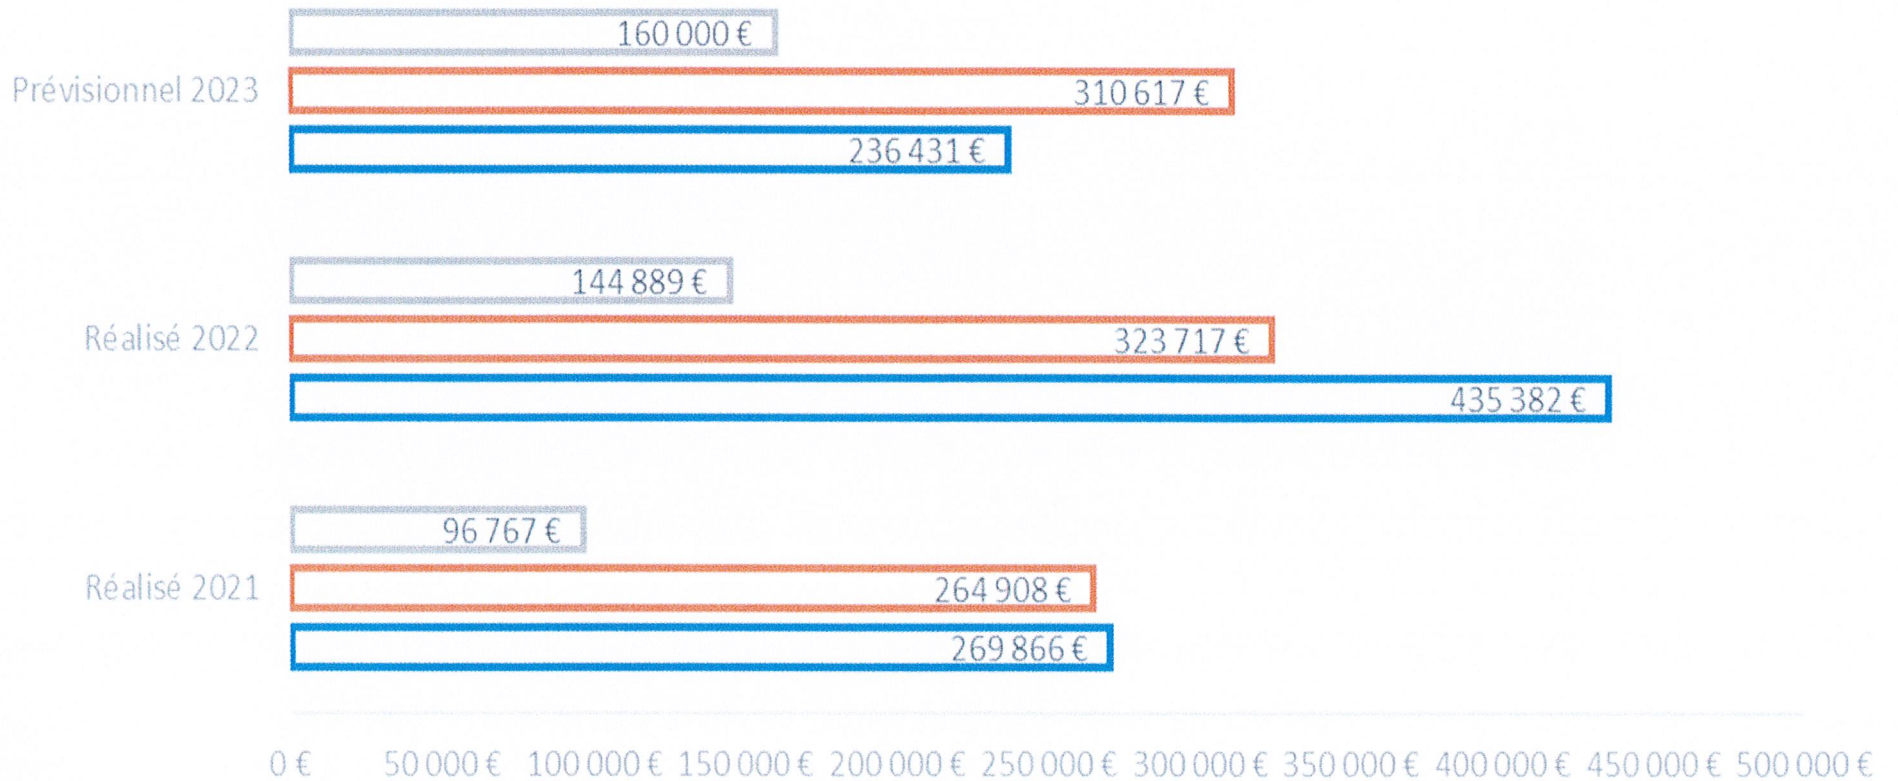 160 000 €
Prévisionnel 2023
310 617 €
236 431 €
144 889 €
Réalisé 2022
323 717 €
435 382 €
96 767 €
Réalisé 2021
264 908 €
269 866 €
0 € 50 000 € 100 000 € 150 000 € 200 000 € 250 000 € 300 000 € 350 000 € 400 000 € 450 000 € 500 000 €